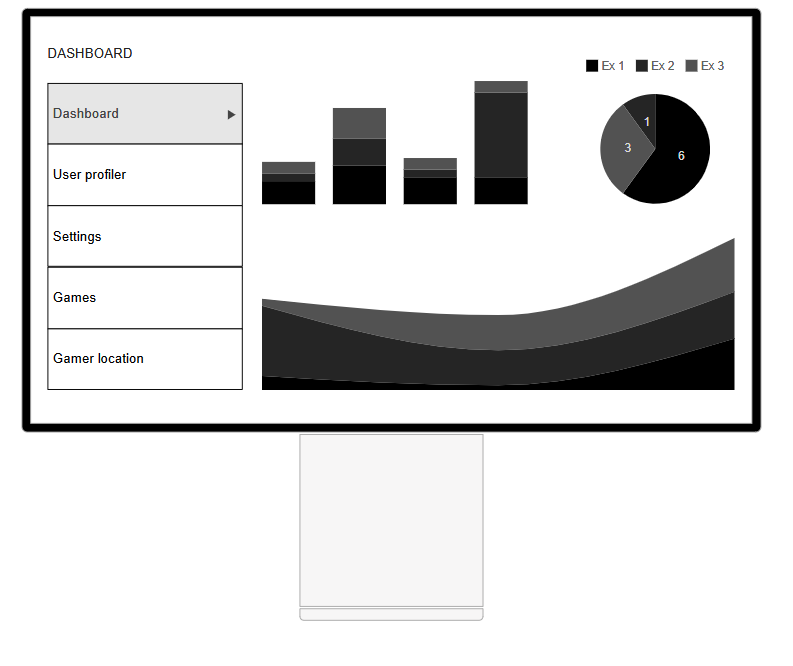 DASHBOARD
Ex 1 Ex 2 Ex 3
Dashboard
User profiler
Settings
Games
Gamer location
1
3
6